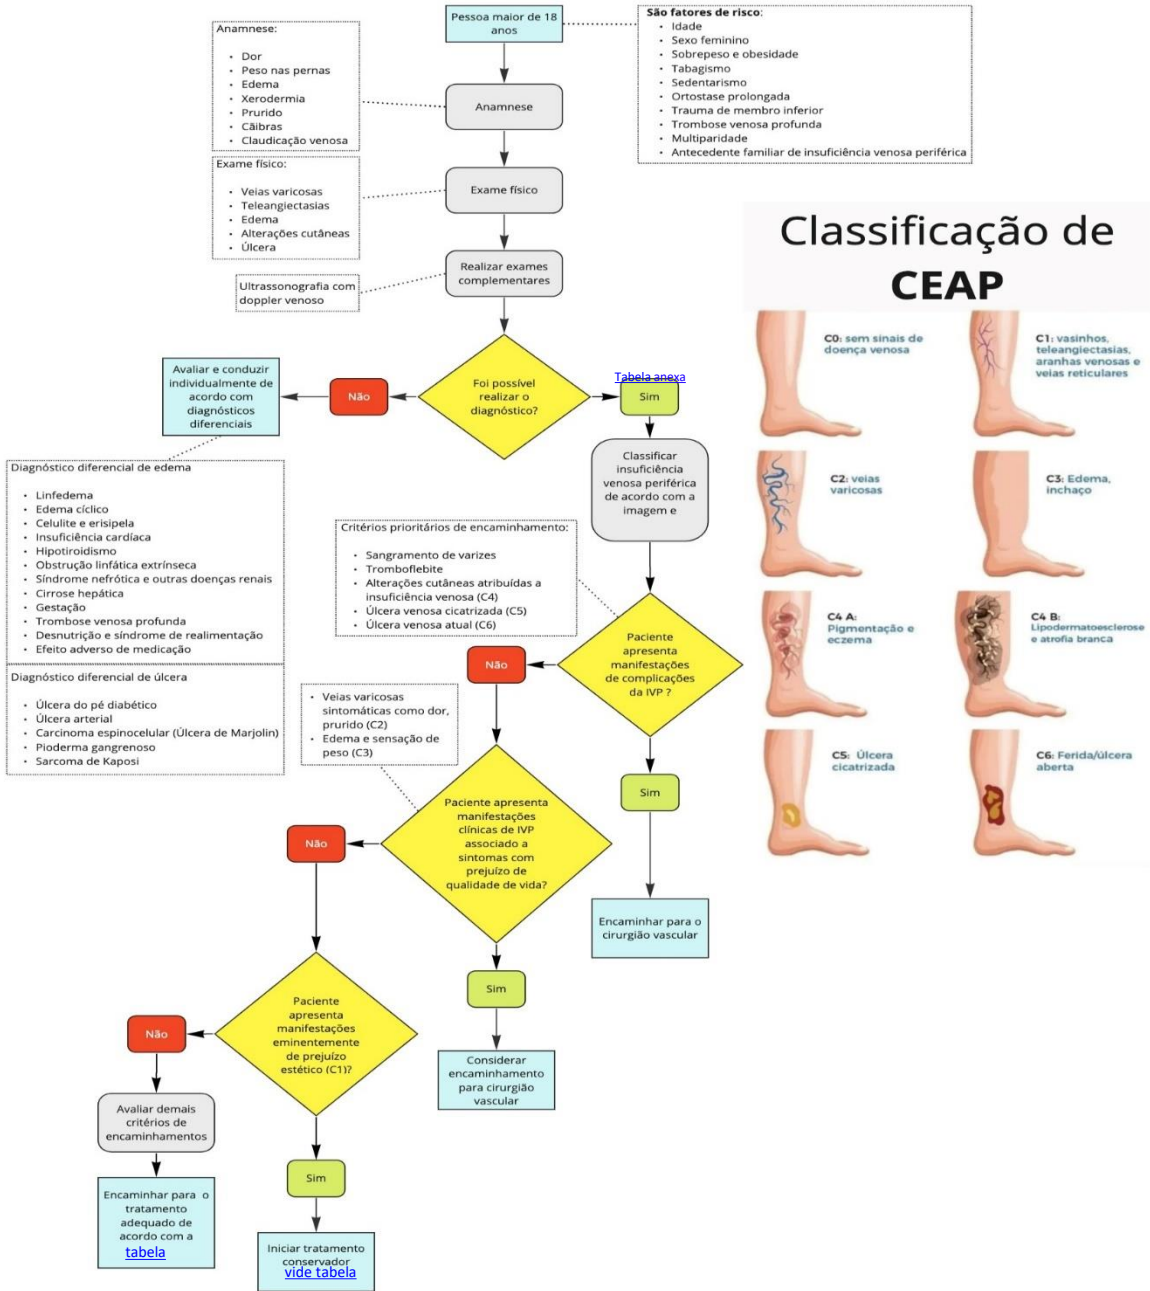 Pessoa maior de 18
anos
São fatores de risco:
• Idade
• Sexo feminino
• Sobrepeso e obesidade
• Tabagismo
• Sedentarismo
• Ortostase prolongada
• Trauma de membro inferior
• Trombose venosa profunda
• Multiparidade
• Antecedente familiar de insuficiência venosa periférica
Anamnese:
• Dor
• Peso nas pernas
• Edema
• Xerodermia
• Prurido
• Cãibras
• Claudicação venosa
Anamnese
Exame físico:
• Veias varicosas
• Teleangiectasias
• Edema
• Alterações cutâneas
• Úlcera
Exame físico
Realizar exames
complementares
Ultrassonografia com
doppler venoso
Foi possível
realizar o
diagnóstico?
Não
Avaliar e conduzir
individualmente de
acordo com
diagnósticos
diferenciais
Tabela anexa
Sim
Classificar
insuficiência
venosa periférica
de acordo com a
imagem e
Diagnóstico diferencial de edema
• Linfedema
• Edema cíclico
• Celulite e erisipela
• Insuficiência cardíaca
• Hipotiroidismo
• Obstrução linfática extrínseca
• Síndrome nefrótica e outras doenças renais
• Cirrose hepática
• Gestação
• Trombose venosa profunda
• Desnutrição e síndrome de realimentação
• Efeito adverso de medicação
Diagnóstico diferencial de úlcera
• Úlcera do pé diabético
• Úlcera arterial
• Carcinoma espinocelular (Úlcera de Marjolin)
• Pioderma gangrenoso
• Sarcoma de Kaposi
Critérios prioritários de encaminhamento:
• Sangramento de varizes
• Tromboflebite
• Alterações cutâneas atribuídas a
insuficiência venosa (C4)
• Úlcera venosa cicatrizada (C5)
• Úlcera venosa atual (C6)
Paciente
apresenta
manifestações
de complicações
da IVP ?
Não
Sim
Encaminhar para o
cirurgião vascular
• Veias varicosas
sintomáticas como dor,
prurido (C2)
• Edema e sensação de
peso (C3)
Paciente apresenta
manifestações
clínicas de IVP
associado a
sintomas com
prejuízo de
qualidade de vida?
Não
Sim
Considerar
encaminhamento
para cirurgião
vascular
Paciente
apresenta
manifestações
eminentemente
de prejuízo
estético (C1)?
Não
Avaliar demais
critérios de
encaminhamentos
Encaminhar para o
tratamento
adequado de
acordo com a
tabela
Sim
Iniciar tratamento
conservador
vide tabela
Classificação de
CEAP
C0: sem sinais de
doença venosa
C1: vasinhos,
teleangiectasias,
aranhas venosas e
veias reticulares
C2: veias
varicosas
C3: Edema,
inchaço
C4 A:
Pigmentação e
eczema
C4 B:
Lipodermatoesclerose
e atrofia branca
C5: Úlcera
cicatrizada
C6: Ferida/úlcera
aberta